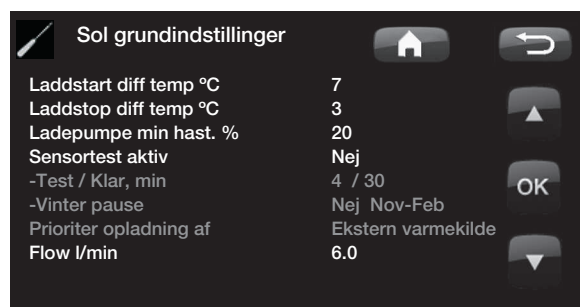 Sol grundindstillinger
Laddstart diff temp ºC 7
Laddstop diff temp ºC 3
Ladepumpe min hast. % 20
Sensortest aktiv Nej
-Test / Klar, min 4 / 30
-Vinter pause Nej Nov-Feb
Prioriter opladning af Ekstern varmekilde
Flow l/min 6.0
OK